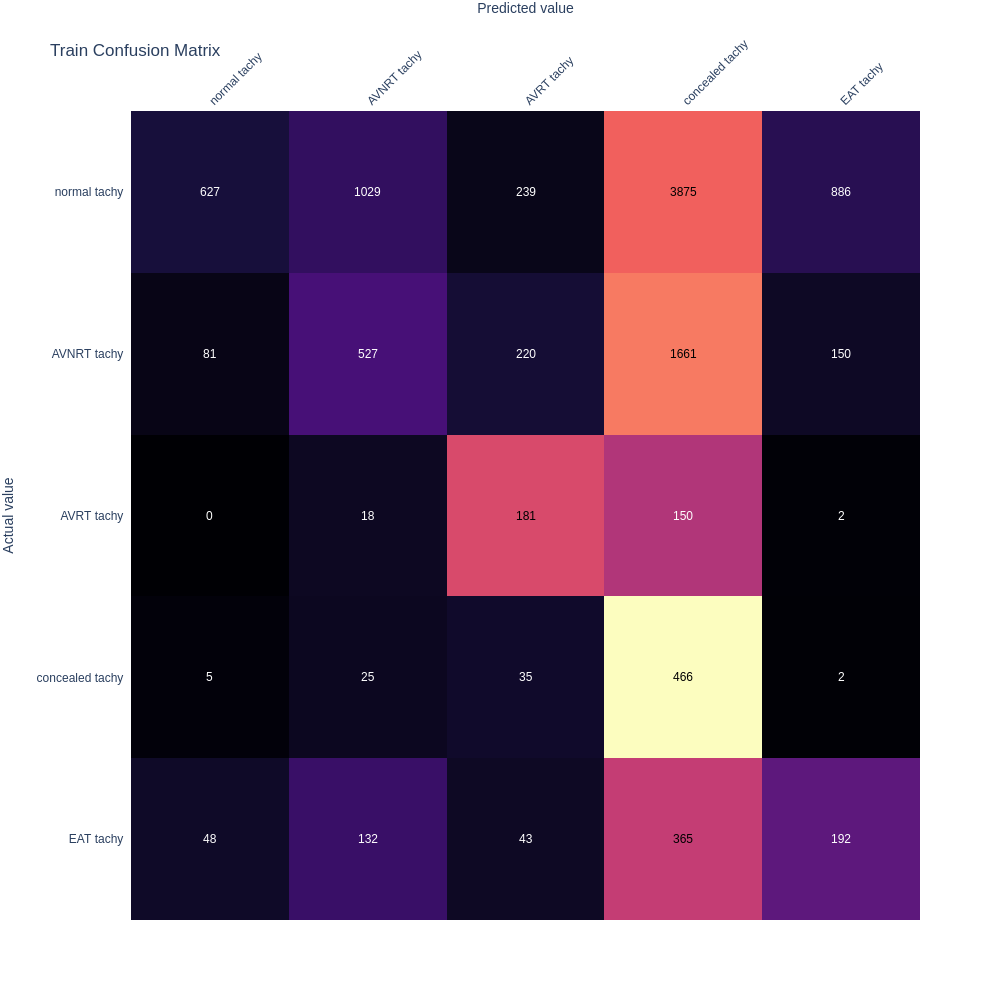 Predicted value
Train Confusion Matrix
normal tachy
AVNRT tachy
AVRT tachy
concealed tachy
EAT tachy
Actual value
normal tachy 627 1029 239 3875 886
AVNRT tachy 81 527 220 1661 150
AVRT tachy 0 18 181 150 2
concealed tachy 5 25 35 466 2
EAT tachy 48 132 43 365 192